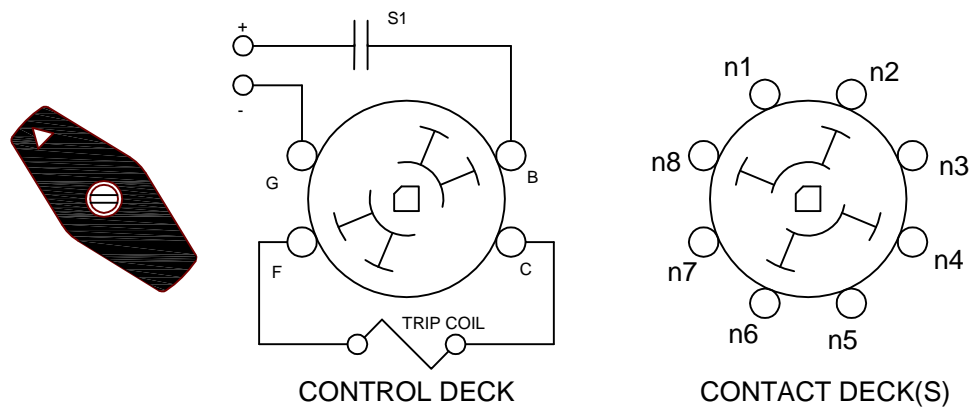 S1
+
-
G
B
F
C
TRIP COIL
CONTROL DECK
n1
n2
n8
n3
n7
n4
n6
n5
CONTACT DECK(S)